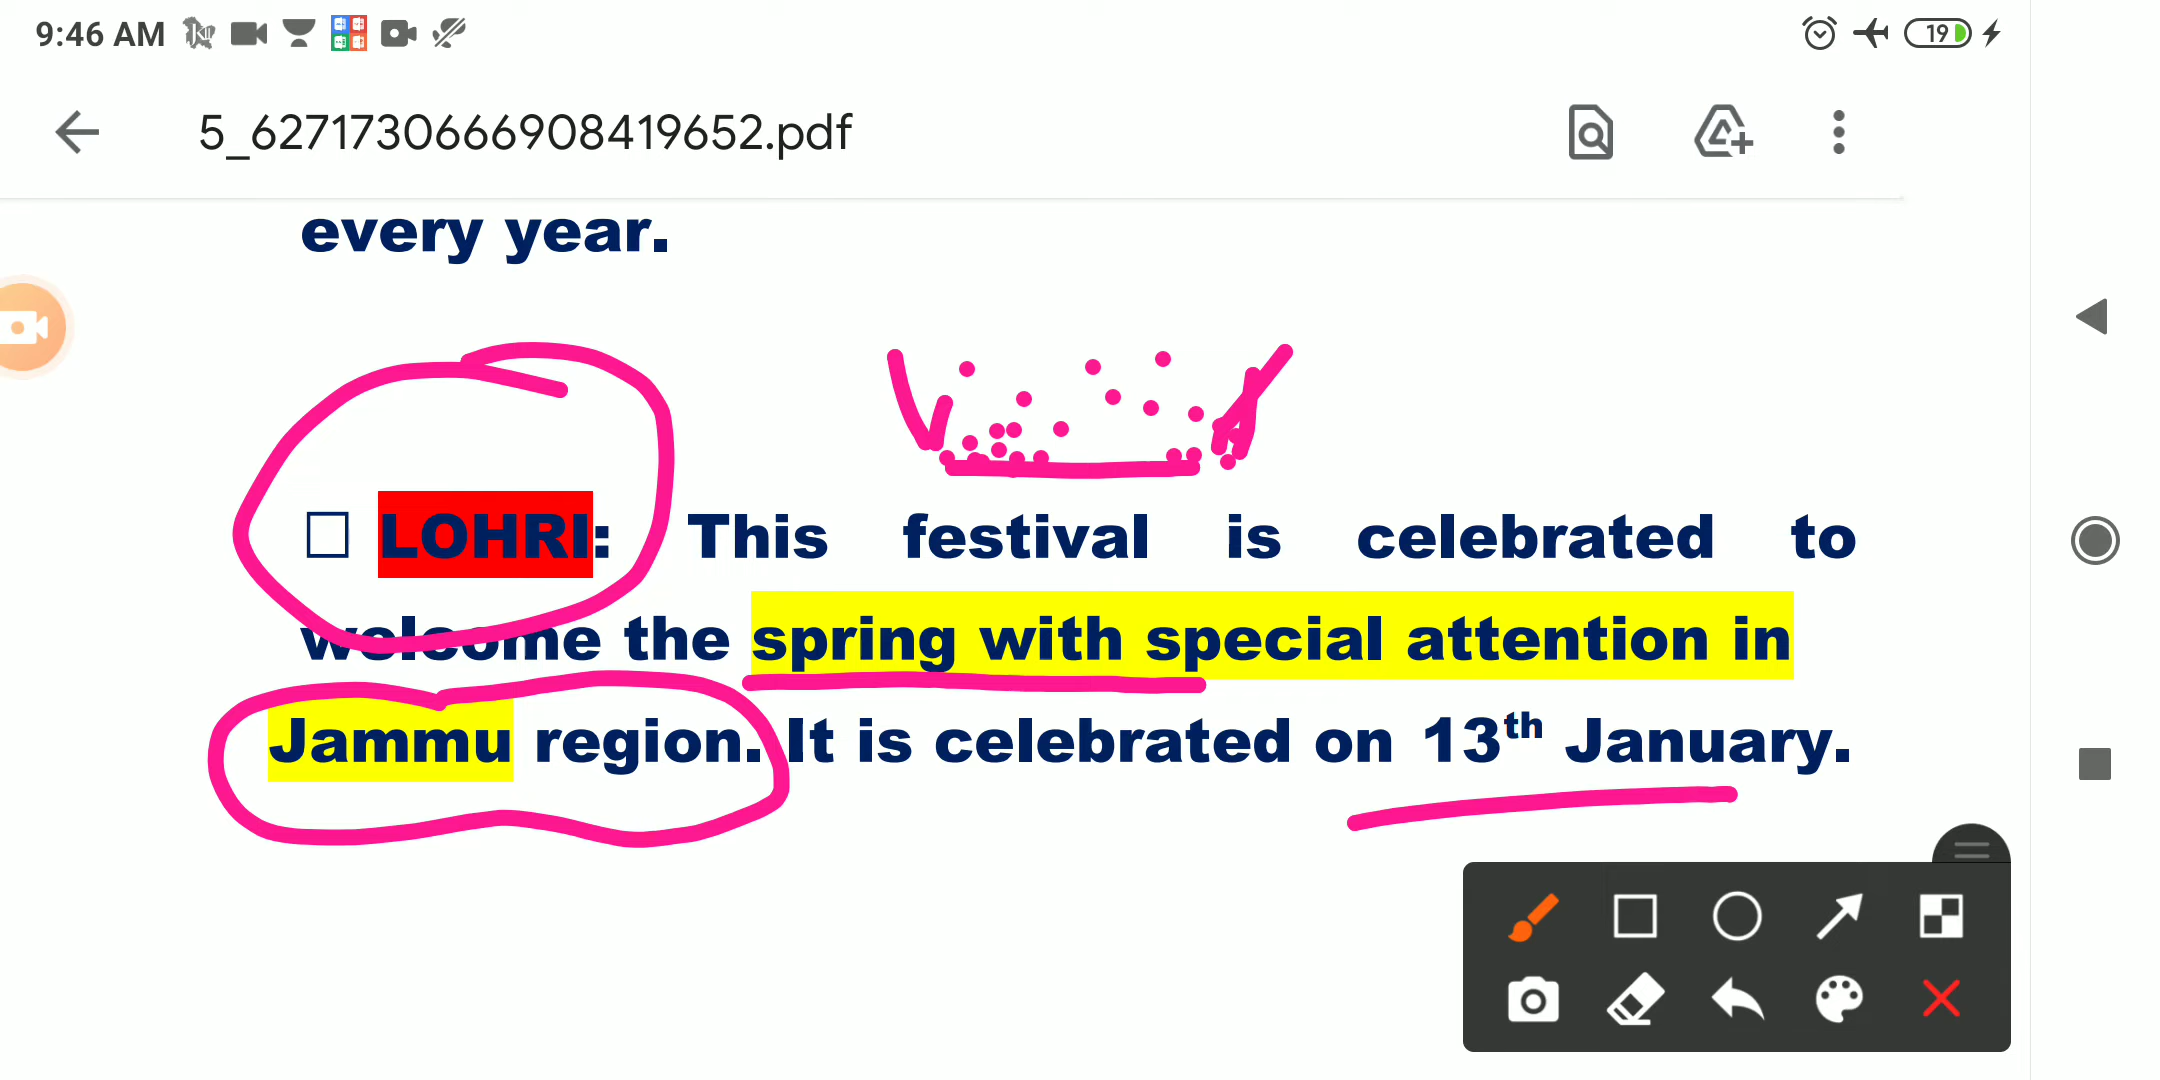 9:46 AM
19
5_6271730666908419652.pdf
every year.
☐ LOHRI: This festival is celebrated to
welcome the spring with special attention in
Jammu region. It is celebrated on 13th January.